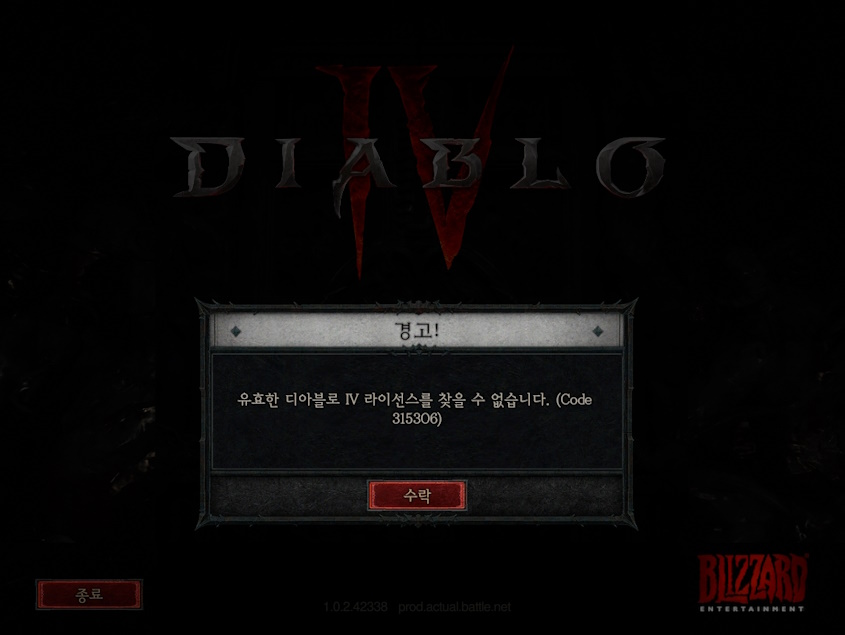 IV
DIABLO
경고!
유효한 디아블로 IV 라이선스를 찾을 수 없습니다. (Code
315306)
수락
종료
1.0.2.42338 prod.actual.battle.net
BLIZZARD
ENTERTAINMENT